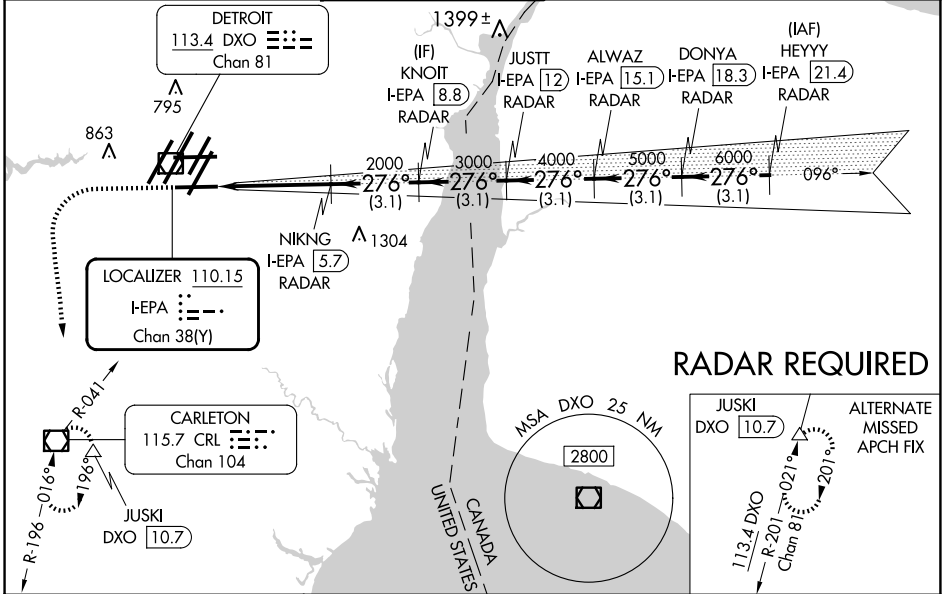 DETROIT
113.4 DXO
Chan 81
795
863
1399±
(IF)
KNOIT
I-EPA 8.8
RADAR
JUSTT
I-EPA 12
RADAR
ALWAZ
I-EPA 15.1
RADAR
DONYA
I-EPA 18.3
RADAR
(IAF)
HEYYY
I-EPA 21.4
RADAR
2000 3000 4000 5000 6000
276° 276° 276° 276° 276° 096°
(3.1) (3.1) (3.1) (3.1) (3.1)
NIKNG
I-EPA 5.7
RADAR
1304
LOCALIZER 110.15
I-EPA
Chan 38(Y)
R-041
CARLETON
115.7 CRL
Chan 104
R-196
016°
196°
JUSKI
DXO 10.7
CANADA
UNITED STATES
MSA DXO 25 NM
2800
RADAR REQUIRED
JUSKI
DXO 10.7
ALTERNATE
MISSED
APCH FIX
021°
201°
113.4 DXO
R-201
Chan 81